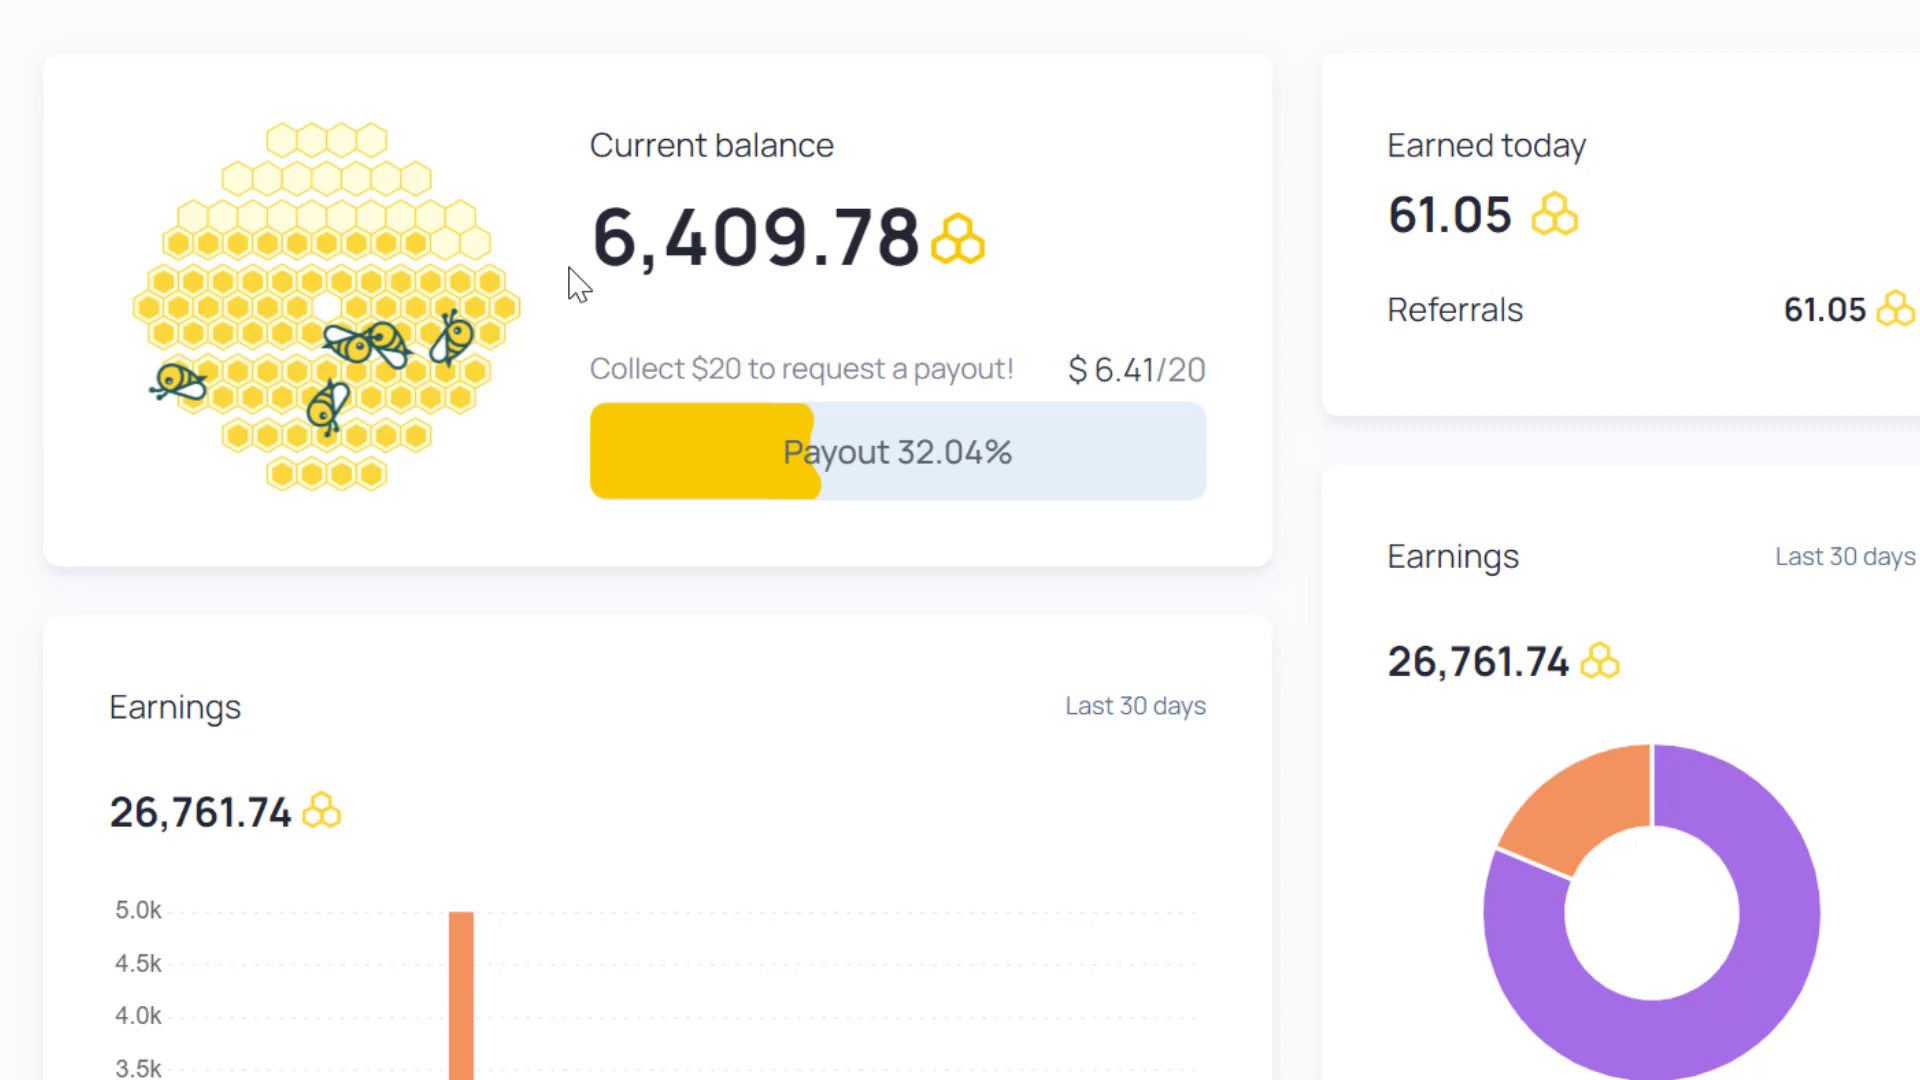 Current balance
6,409.78
Collect $20 to request a payout! $ 6.41/20
Payout 32.04%
Earned today
61.05
Referrals 61.05
Earnings Last 30 days
26,761.74
Earnings Last 30 days
26,761.74
5.0k
4.5k
4.0k
3.5k